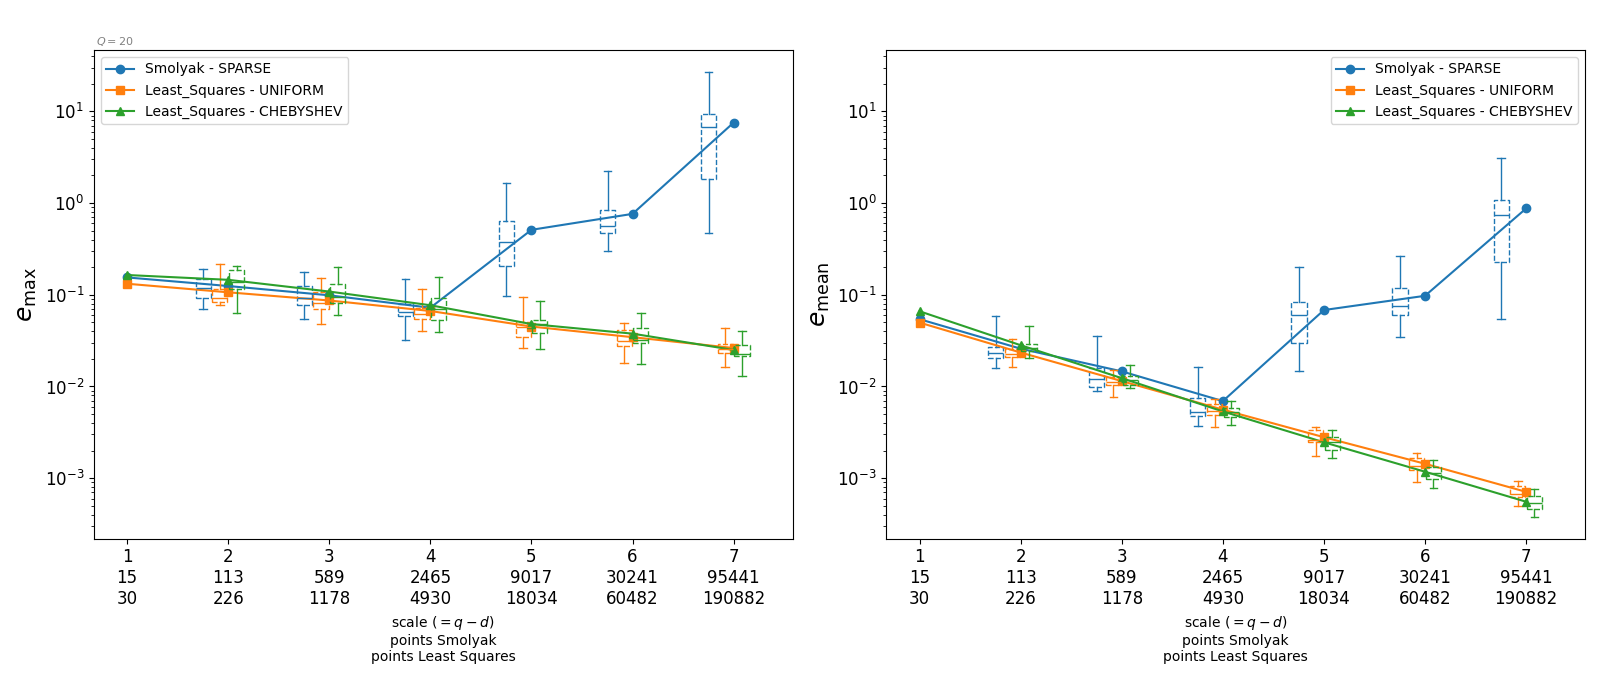 Q = 20
Smolyak - SPARSE
Least_Squares - UNIFORM
Least_Squares - CHEBYSHEV
e_max
10^1
10^0
10^-1
10^-2
10^-3
1 2 3 4 5 6 7
15 113 589 2465 9017 30241 95441
30 226 1178 4930 18034 60482 190882
scale (= q − d)
points Smolyak
points Least Squares
Smolyak - SPARSE
Least_Squares - UNIFORM
Least_Squares - CHEBYSHEV
e_mean
10^1
10^0
10^-1
10^-2
10^-3
1 2 3 4 5 6 7
15 113 589 2465 9017 30241 95441
30 226 1178 4930 18034 60482 190882
scale (= q − d)
points Smolyak
points Least Squares